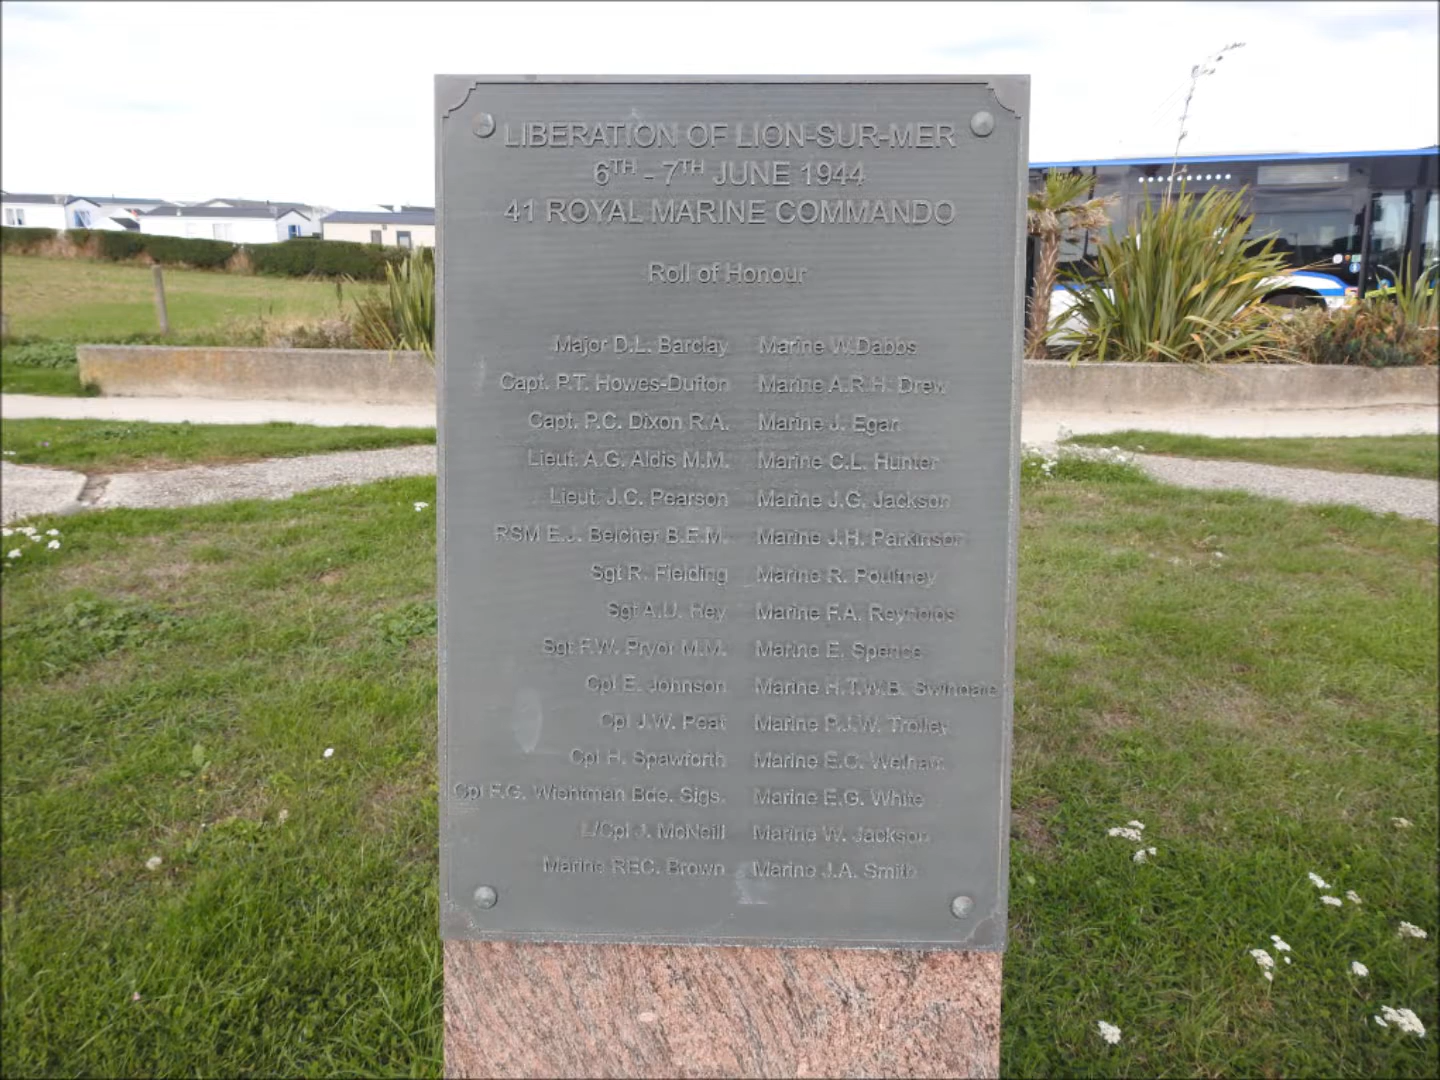 LIBERATION OF LION-SUR-MER
6TH - 7TH JUNE 1944
41 ROYAL MARINE COMMANDO
Roll of Honour
Major D.L. Barclay Marine W.Dabbs
Capt. P.T. Howes-Dufton Marine A.R.H. Drew
Capt. P.C. Dixon R.A. Marine J. Egan
Lieut. A.G. Aldis M.M. Marine C.L. Hunter
Lieut. J.C. Pearson Marine J.G. Jackson
RSM E.J. Belcher B.E.M. Marine J.H. Parkinson
Sgt R. Fielding Marine R. Poultney
Sgt A.U. Hey Marine F.A. Reynolds
Sgt F.W. Pryor M.M. Marine E. Spence
Cpl E. Johnson Marine H.T.W.B. Swindale
Cpl J.W. Peat Marine P.J.W. Trolley
Cpl H. Spawforth Marine E.C.
Cpl F.G. Wightman Bde. Sigs. Marine E.G. White
L/Cpl J. McNeill Marine W. Jackson
Marine REC. Brown Marine J.A. Smith